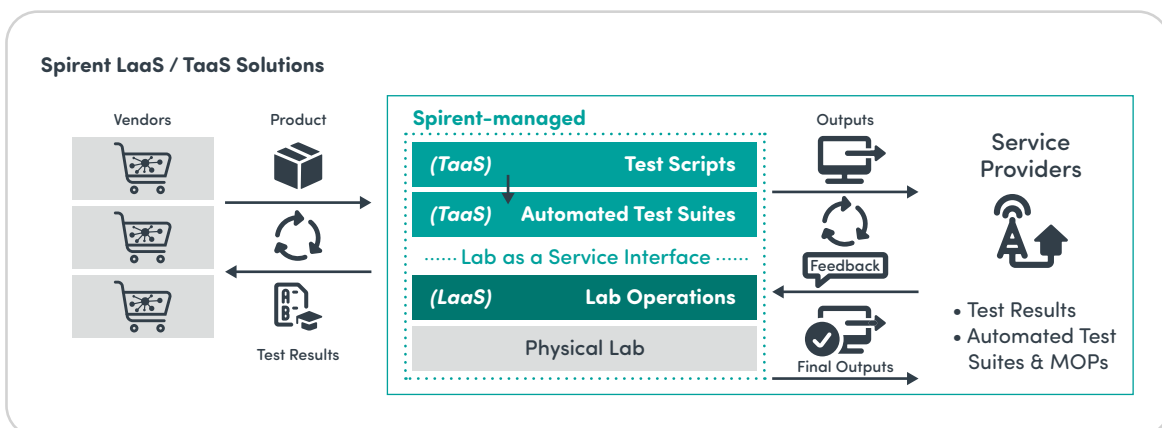 Spirent LaaS / TaaS Solutions
Vendors
Product
Test Results
Spirent-managed
(TaaS) Test Scripts
(TaaS) Automated Test Suites
Lab as a Service Interface
(LaaS) Lab Operations
Physical Lab
Outputs
Feedback
Final Outputs
Service
Providers
• Test Results
• Automated Test
Suites & MOPs
A
B-